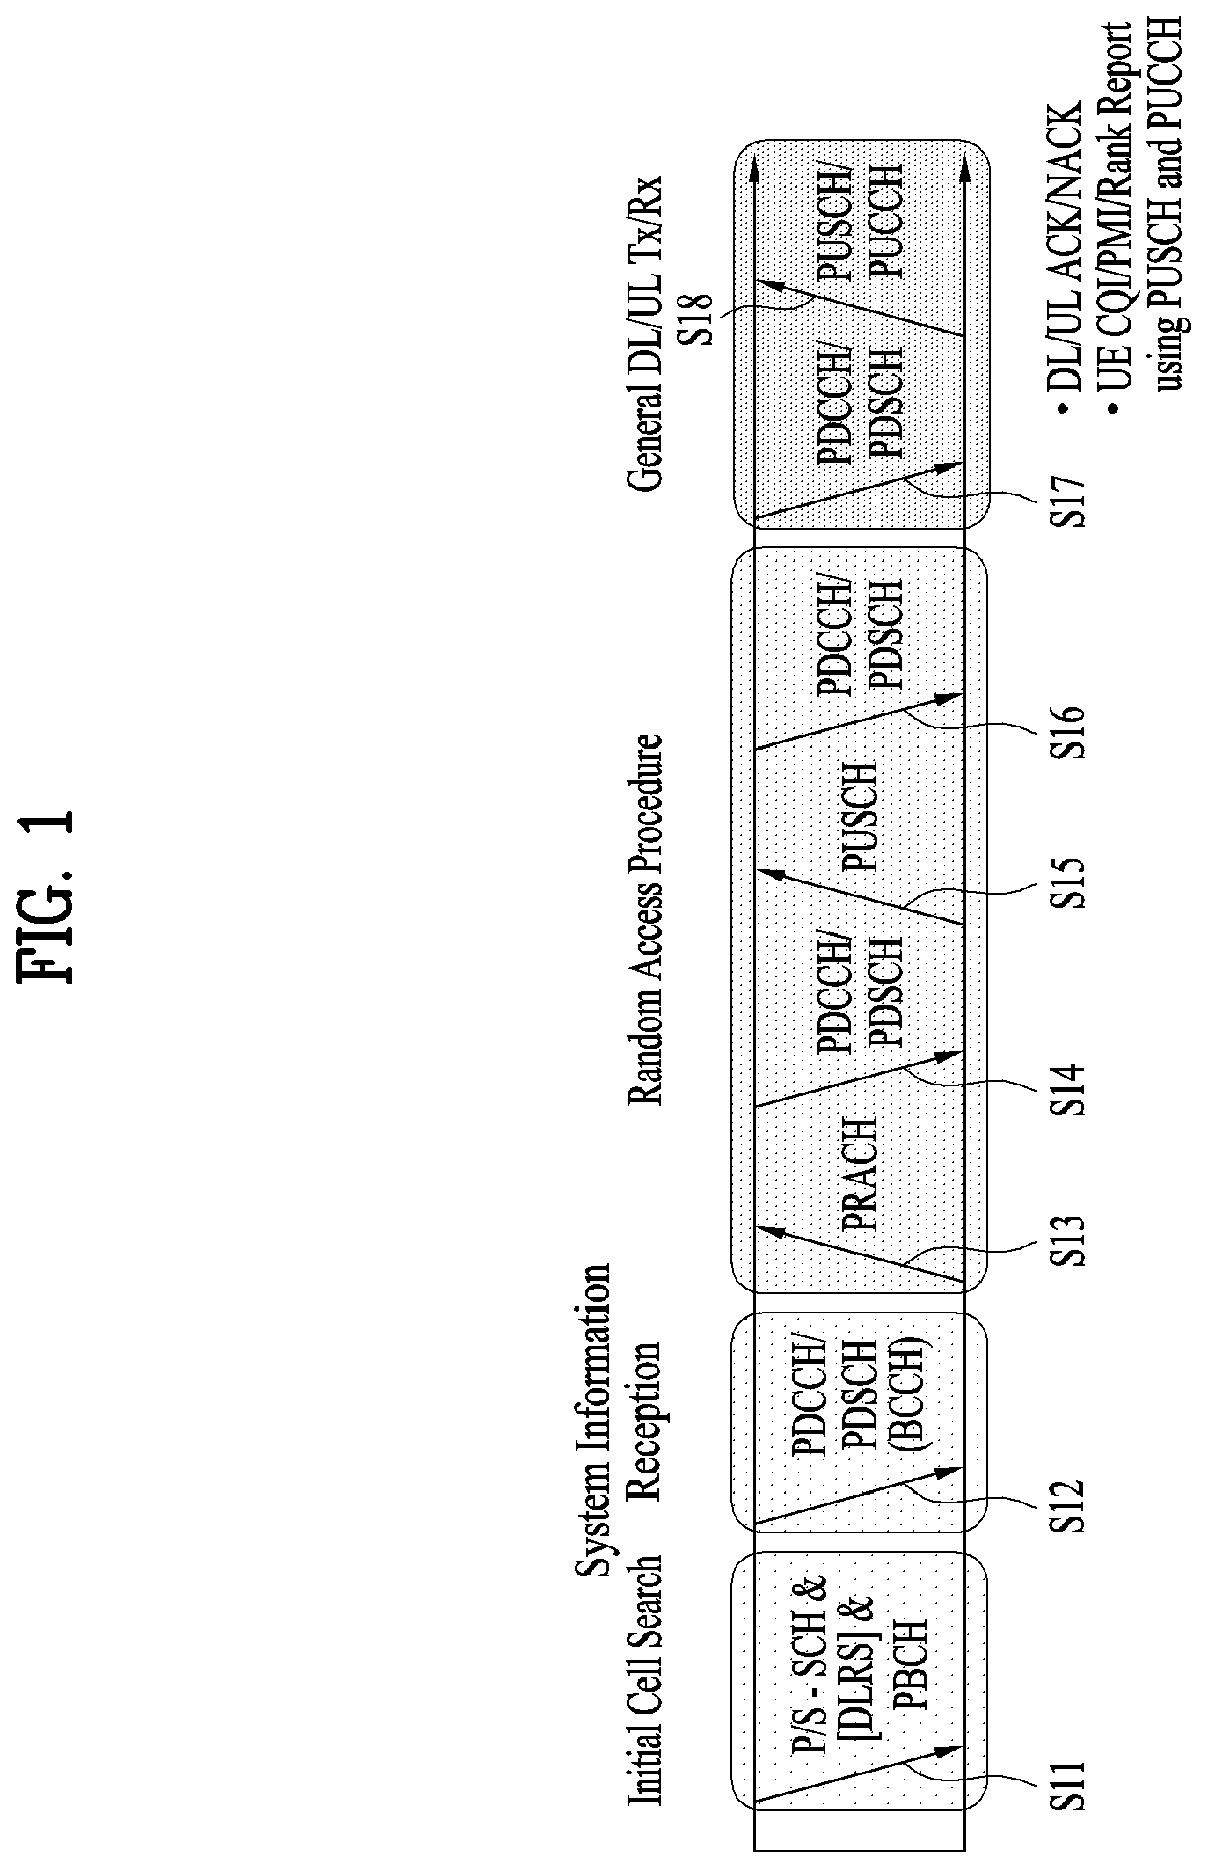 FIG. 1
Initial Cell Search
System Information
Reception
Random Access Procedure
General DL/UL Tx/Rx
S18
P/S - SCH &
[DLRS] &
PBCH
PDCCH/
PDSCH
(BCCH)
PRACH
PDCCH/
PDSCH
PUSCH
PDCCH/
PDSCH
PDCCH/
PDSCH
PUSCH/
PUCCH
S11
S12
S13
S14
S15
S16
S17
• DL/UL ACK/NACK
• UE CQI/PMI/Rank Report
using PUSCH and PUCCH